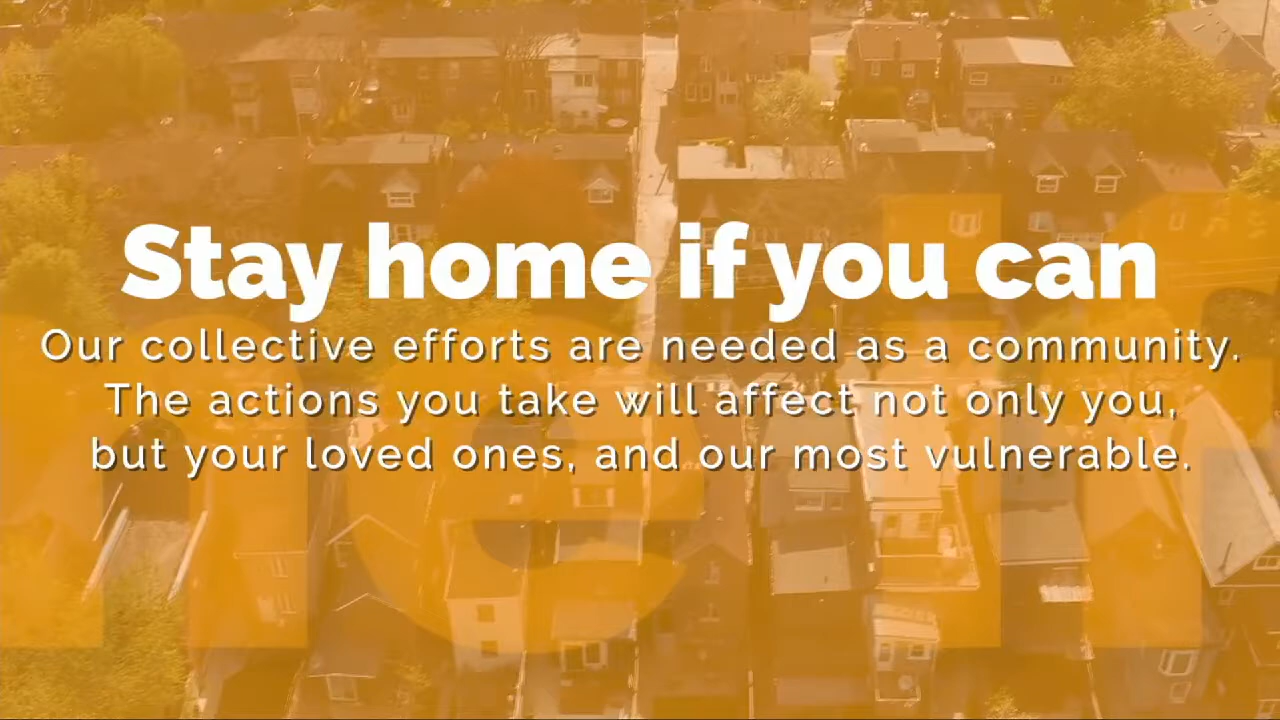 Stay home if you can
Our collective efforts are needed as a community.
The actions you take will affect not only you,
but your loved ones, and our most vulnerable.